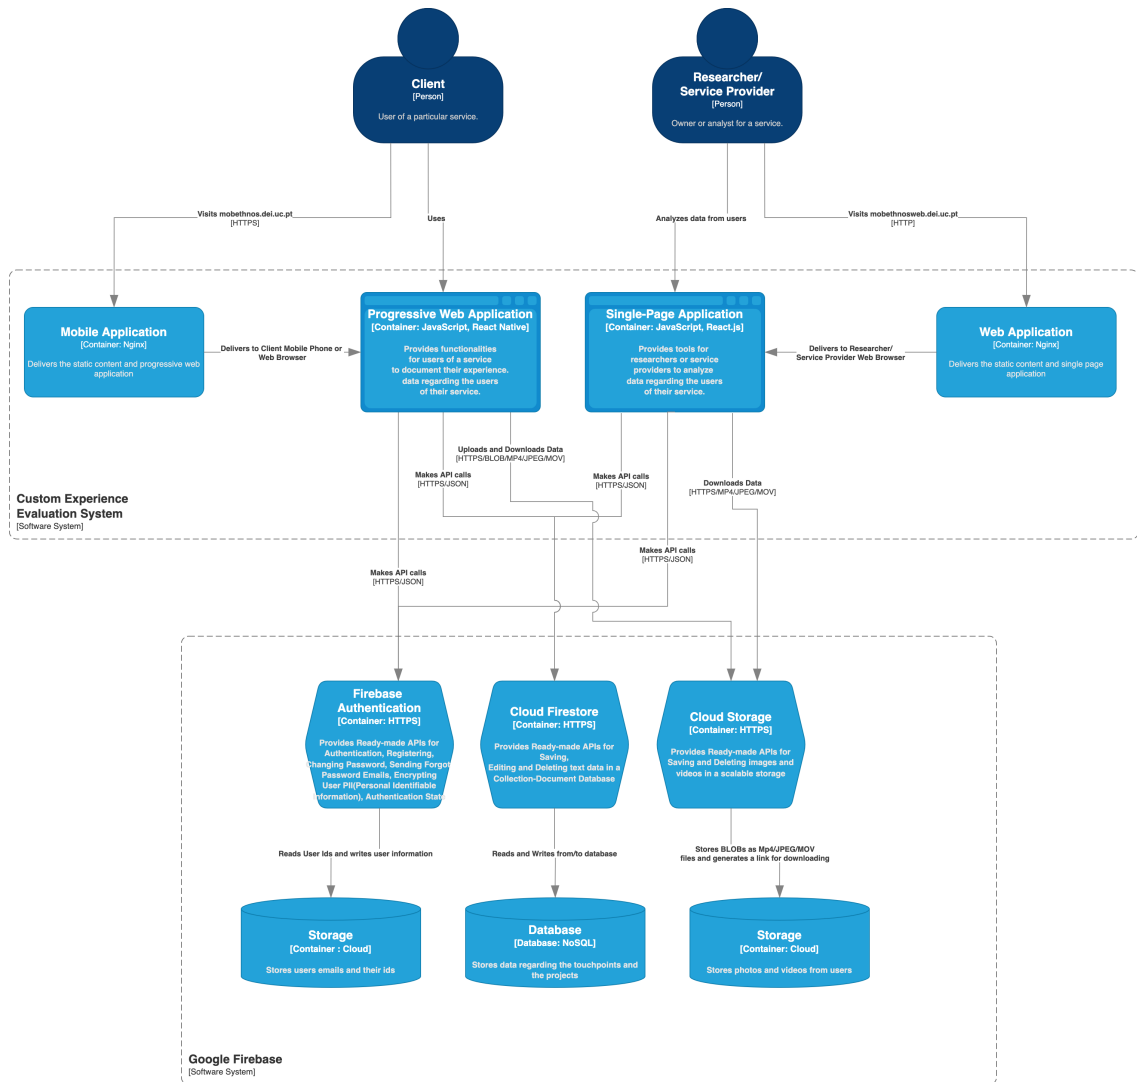 Client
[Person]
User of a particular service.
Researcher/
Service Provider
[Person]
Owner or analyst for a service.
Visits mobethnos.dei.uc.pt
[HTTPS]
Uses
Analyzes data from users
Visits mobethnosweb.dei.uc.pt
[HTTP]
Mobile Application
[Container: Nginx]
Delivers the static content and progressive web
application
Delivers to Client Mobile Phone or
Web Browser
Progressive Web Application
[Container: JavaScript, React Native]
Provides functionalities
for users of a service
to document their experience.
data regarding the users
of their service.
Single-Page Application
[Container: JavaScript, React.js]
Provides tools for
researchers or service
providers to analyze
data regarding the users
of their service.
Delivers to Researcher/
Service Provider Web Browser
Web Application
[Container: Nginx]
Delivers the static content and single page
application
Uploads and Downloads Data
[HTTPS/BLOB/MP4/JPEG/MOV]
Makes API calls
[HTTPS/JSON]
Makes API calls
[HTTPS/JSON]
Downloads Data
[HTTPS/MP4/JPEG/MOV]
Custom Experience
Evaluation System
[Software System]
Makes API calls
[HTTPS/JSON]
Makes API calls
[HTTPS/JSON]
Firebase
Authentication
[Container: HTTPS]
Provides Ready-made APIs for
Authentication, Registering,
Changing Password, Sending Forgot
Password Emails, Encrypting
User PII(Personal Identifiable
Information), Authentication State
Cloud Firestore
[Container: HTTPS]
Provides Ready-made APIs for
Saving,
Editing and Deleting text data in a
Collection-Document Database
Cloud Storage
[Container: HTTPS]
Provides Ready-made APIs for
Saving and Deleting images and
videos in a scalable storage
Reads User Ids and writes user information
Reads and Writes from/to database
Stores BLOBs as Mp4/JPEG/MOV
files and generates a link for downloading
Storage
[Container : Cloud]
Stores users emails and their ids
Database
[Database: NoSQL]
Stores data regarding the touchpoints and
the projects
Storage
[Container: Cloud]
Stores photos and videos from users
Google Firebase
[Software System]